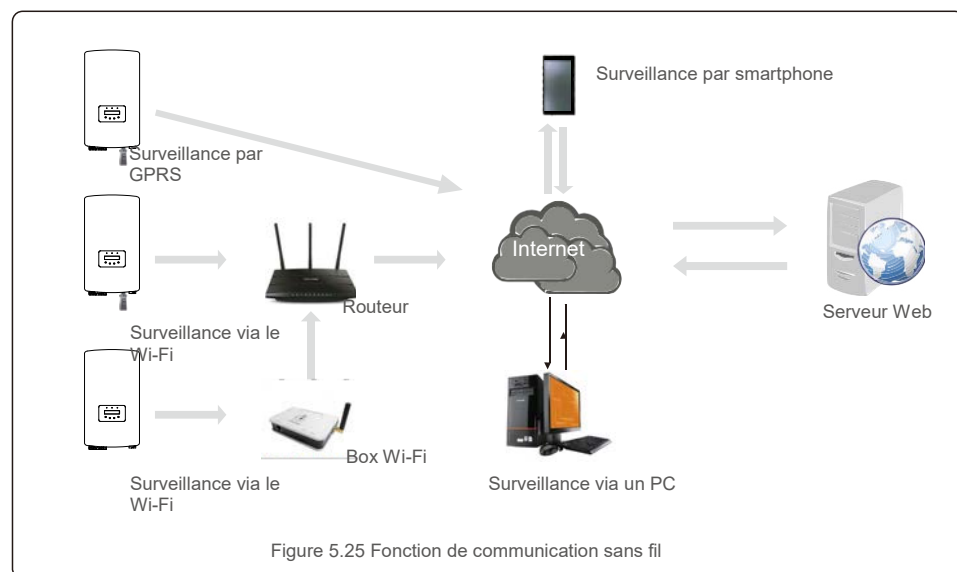 Surveillance par smartphone
Surveillance par
GPRS
Internet
Routeur
Serveur Web
Surveillance via le
Wi-Fi
Box Wi-Fi
Surveillance via le
Wi-Fi
Surveillance via un PC
Figure 5.25 Fonction de communication sans fil